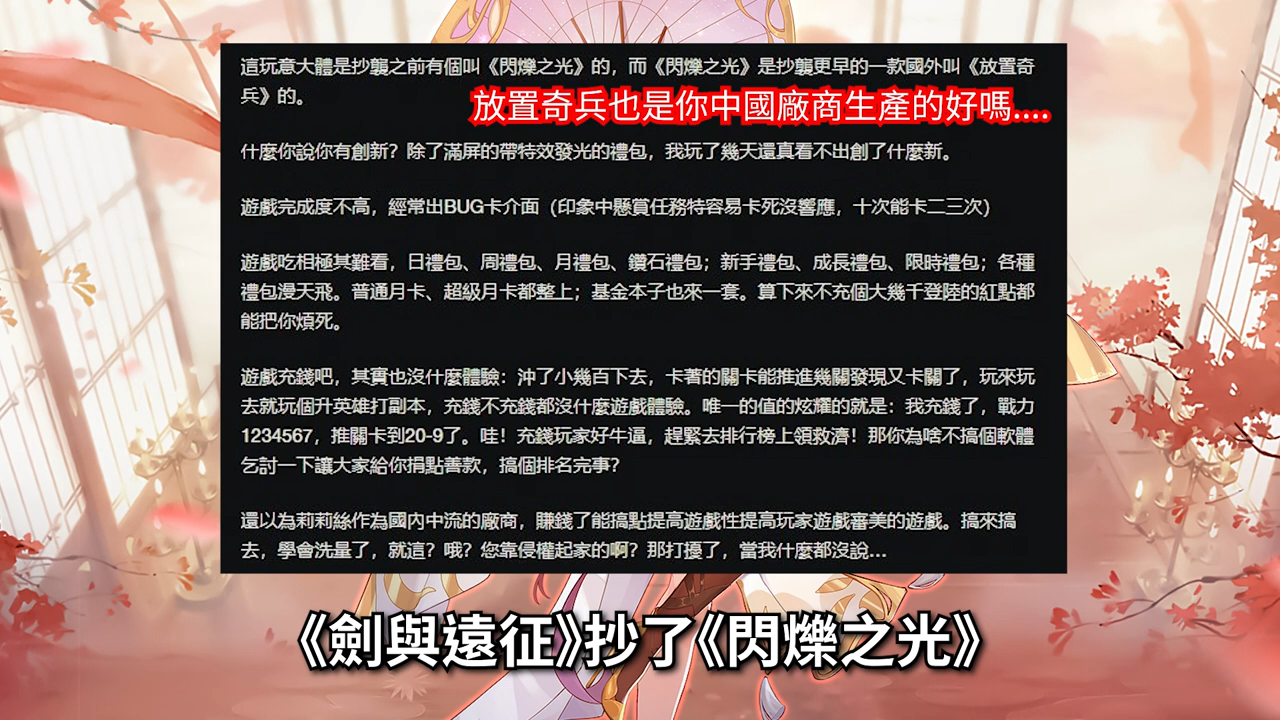 這玩意大體是抄襲之前有個叫《閃爍之光》的，而《閃爍之光》是抄襲更早的一款國外叫《放置奇
兵》的。
放置奇兵也是你中國廠商生產的好嗎....
什麼你說你有創新？除了滿屏的帶特效發光的禮包，我玩了幾天還真看不出創了什麼新。
遊戲完成度不高，經常出BUG卡介面（印象中懸賞任務特容易卡死沒響應，十次能卡二三次）
遊戲吃相極其難看，日禮包、周禮包、月禮包、鑽石禮包；新手禮包、成長禮包、限時禮包；各種
禮包漫天飛。普通月卡、超級月卡都整上；基金本子也來一套。算下來不充個大幾千登陸的紅點都
能把你煩死。
遊戲充錢吧，其實也沒什麼體驗：沖了小幾百下去，卡著的關卡能推進幾關發現又卡關了，玩來玩
去就玩個升英雄打副本，充錢不充錢都沒什麼遊戲體驗。唯一的值的炫耀的就是：我充錢了，戰力
1234567，推關卡到20-9了。哇！充錢玩家好牛逼，趕緊去排行榜上領救濟！那你為啥不搞個軟體
乞討一下讓大家給你捐點善款，搞個排名完事？
還以為莉莉絲作為國內中流的廠商，賺錢了能搞點提高遊戲性提高玩家遊戲審美的遊戲。搞來搞
去，學會洗量了，就這？哦？您靠侵權起家的啊？那打擾了，當我什麼都沒說...
《劍與遠征》抄了《閃爍之光》